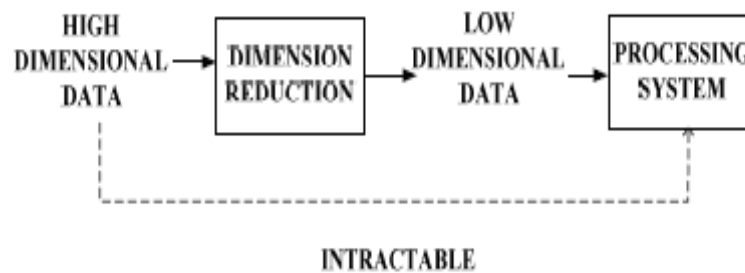 HIGH
DIMENSIONAL
DATA
DIMENSION
REDUCTION
LOW
DIMENSIONAL
DATA
PROCESSING
SYSTEM
INTRACTABLE